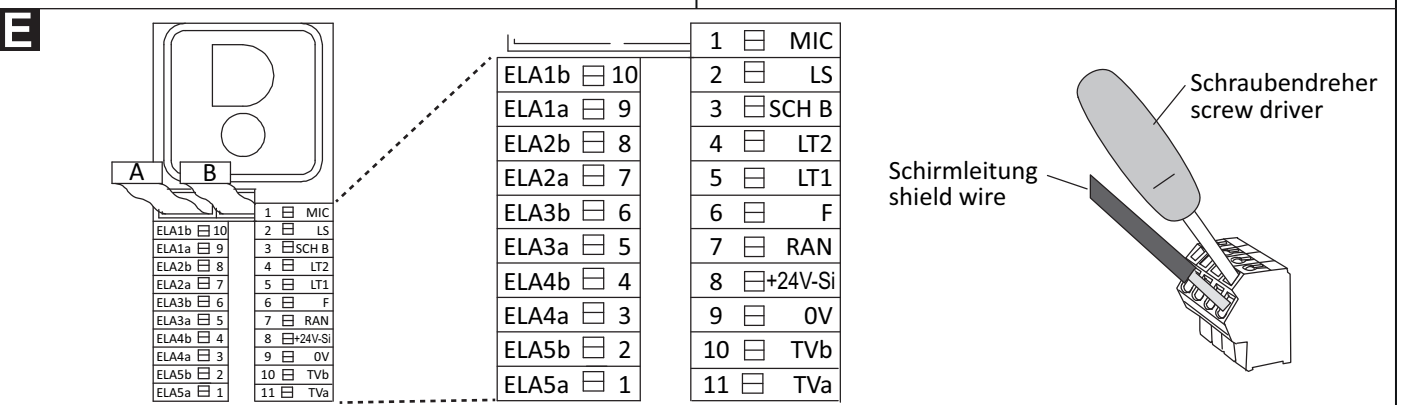 E
A B
1 MIC
ELA1b 10 2 LS
ELA1a 9 3 SCH B
ELA2b 8 4 LT2
ELA2a 7 5 LT1
ELA3b 6 6 F
ELA3a 5 7 RAN
ELA4b 4 8 +24V-Si
ELA4a 3 9 0V
ELA5b 2 10 TVb
ELA5a 1 11 TVa
1 MIC
ELA1b 10 2 LS
ELA1a 9 3 SCH B
ELA2b 8 4 LT2
ELA2a 7 5 LT1
ELA3b 6 6 F
ELA3a 5 7 RAN
ELA4b 4 8 +24V-Si
ELA4a 3 9 0V
ELA5b 2 10 TVb
ELA5a 1 11 TVa
Schraubendreher
screw driver
Schirmleitung
shield wire